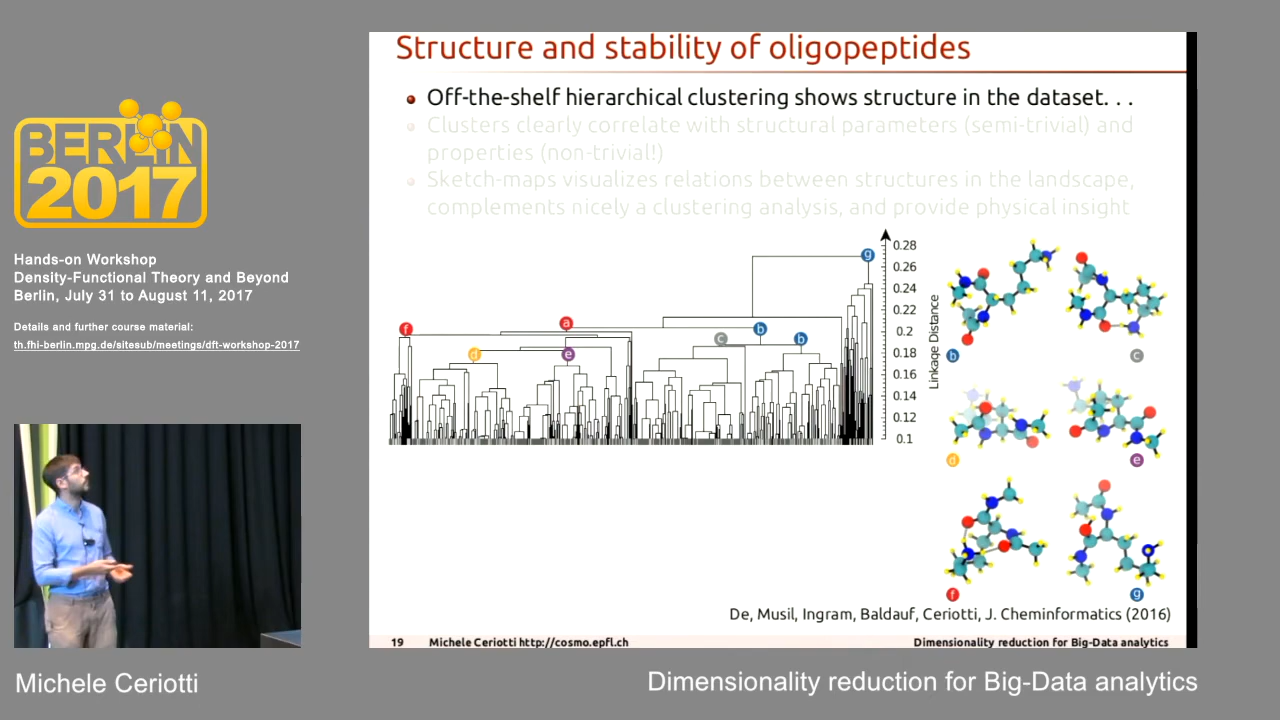 BERLIN
2017
Hands-on Workshop
Density-Functional Theory and Beyond
Berlin, July 31 to August 11, 2017
Details and further course material:
th.fhi-berlin.mpg.de/sitesub/meetings/dft-workshop-2017
Structure and stability of oligopeptides
Off-the-shelf hierarchical clustering shows structure in the dataset. . .
Clusters clearly correlate with structural parameters (semi-trivial) and
properties (non-trivial!)
Sketch-maps visualizes relations between structures in the landscape,
complements nicely a clustering analysis, and provide physical insight
g
f
a
b
c
b
d
e
0.28
0.26
0.24
0.22
0.2
0.18
0.16
0.14
0.12
0.1
Linkage Distance
b
c
d
e
f
g
De, Musil, Ingram, Baldauf, Ceriotti, J. Cheminformatics (2016)
19 Michele Ceriotti http://cosmo.epfl.ch Dimensionality reduction for Big-Data analytics
Michele Ceriotti
Dimensionality reduction for Big-Data analytics